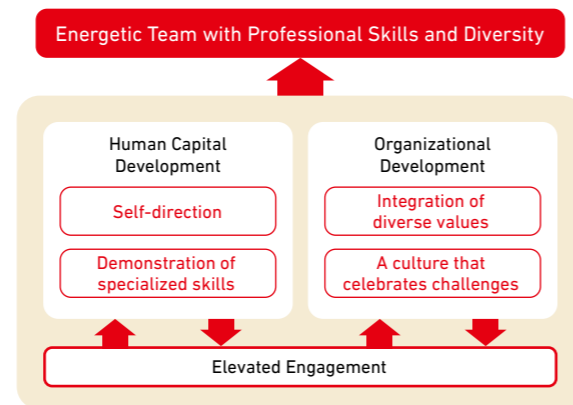 Energetic Team with Professional Skills and Diversity
Human Capital
Development
Self-direction
Demonstration of
specialized skills
Organizational
Development
Integration of
diverse values
A culture that
celebrates challenges
Elevated Engagement